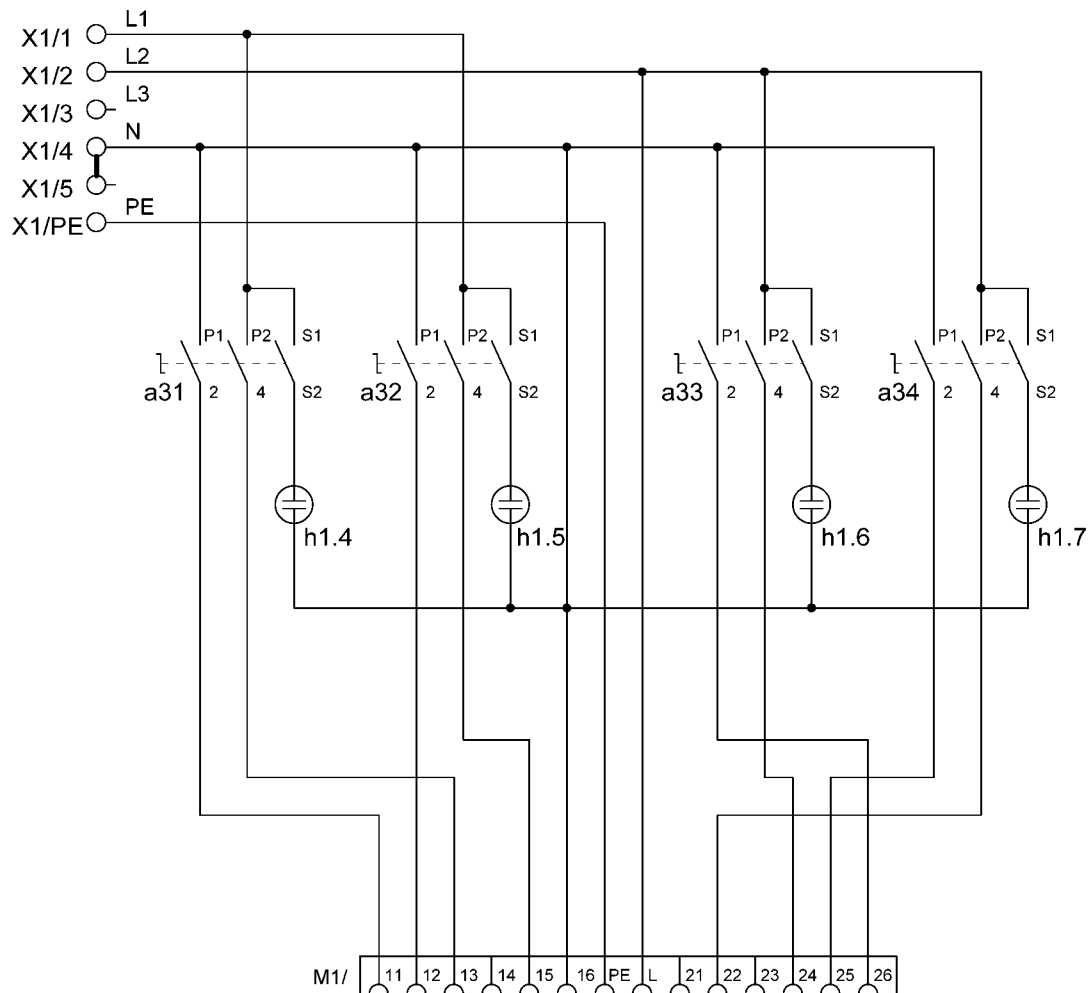 X1/1 L1
X1/2 L2
X1/3 L3
X1/4 N
X1/5
X1/PE PE
P1 P2 S1 P1 P2 S1 P1 P2 S1 P1 P2 S1
a31 2 4 S2 a32 2 4 S2 a33 2 4 S2 a34 2 4 S2
h1.4 h1.5 h1.6 h1.7
M1/ 11 12 13 14 15 16 PE L 21 22 23 24 25 26